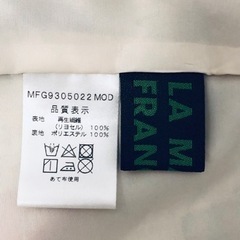 MFG9305022 MOD
品質表示
表地 再生繊維
(リヨセル) 100%
裏地 ポリエステル 100%
あて布使用
LA M
FRAN